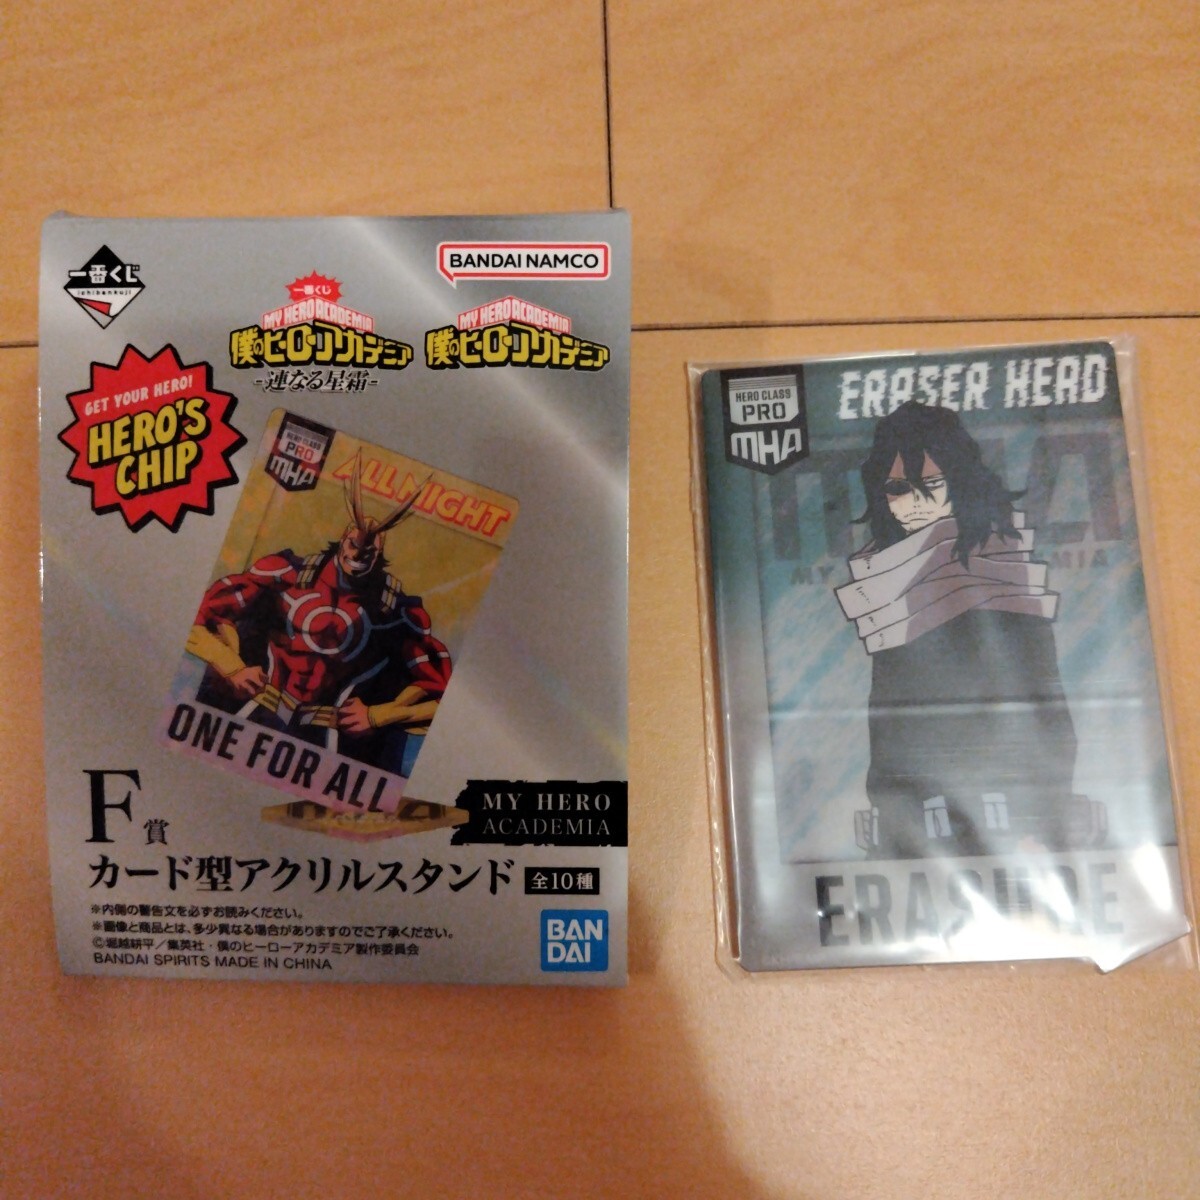 一番くじ
ichibankuji
BANDAI NAMCO
一番くじ
MY HERO ACADEMIA
僕のヒーローアカデミア
-連なる星霜-
MY HERO ACADEMIA
僕のヒーローアカデミア
GET YOUR HERO!
HERO'S
CHIP
HERO CLASS
PRO
MHA
ALL MIGHT
ONE FOR ALL
MY HERO
ACADEMIA
F賞
カード型アクリルスタンド 全10種
※内側の警告文を必ずお読みください。
※画像と商品とは、多少異なる場合がありますのでご了承ください。
©堀越耕平／集英社・僕のヒーローアカデミア製作委員会
BANDAI SPIRITS MADE IN CHINA
BAN
DAI
HERO CLASS
PRO
MHA
ERASER HEAD
ERASURE